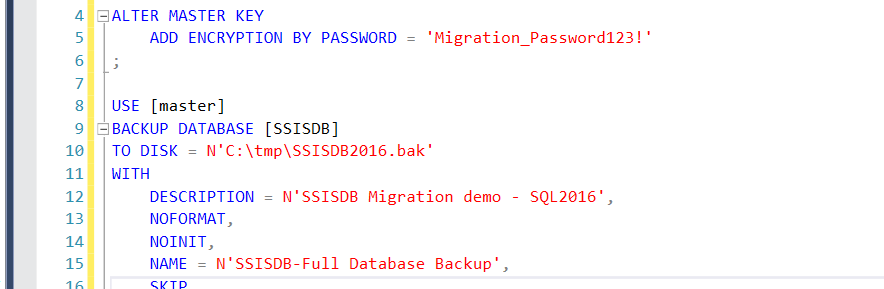 4 ALTER MASTER KEY
5 ADD ENCRYPTION BY PASSWORD = 'Migration_Password123!'
6 ;
7
8 USE [master]
9 BACKUP DATABASE [SSISDB]
10 TO DISK = N'C:\tmp\SSISDB2016.bak'
11 WITH
12 DESCRIPTION = N'SSISDB Migration demo - SQL2016',
13 NOFORMAT,
14 NOINIT,
15 NAME = N'SSISDB-Full Database Backup',
16 SKIP